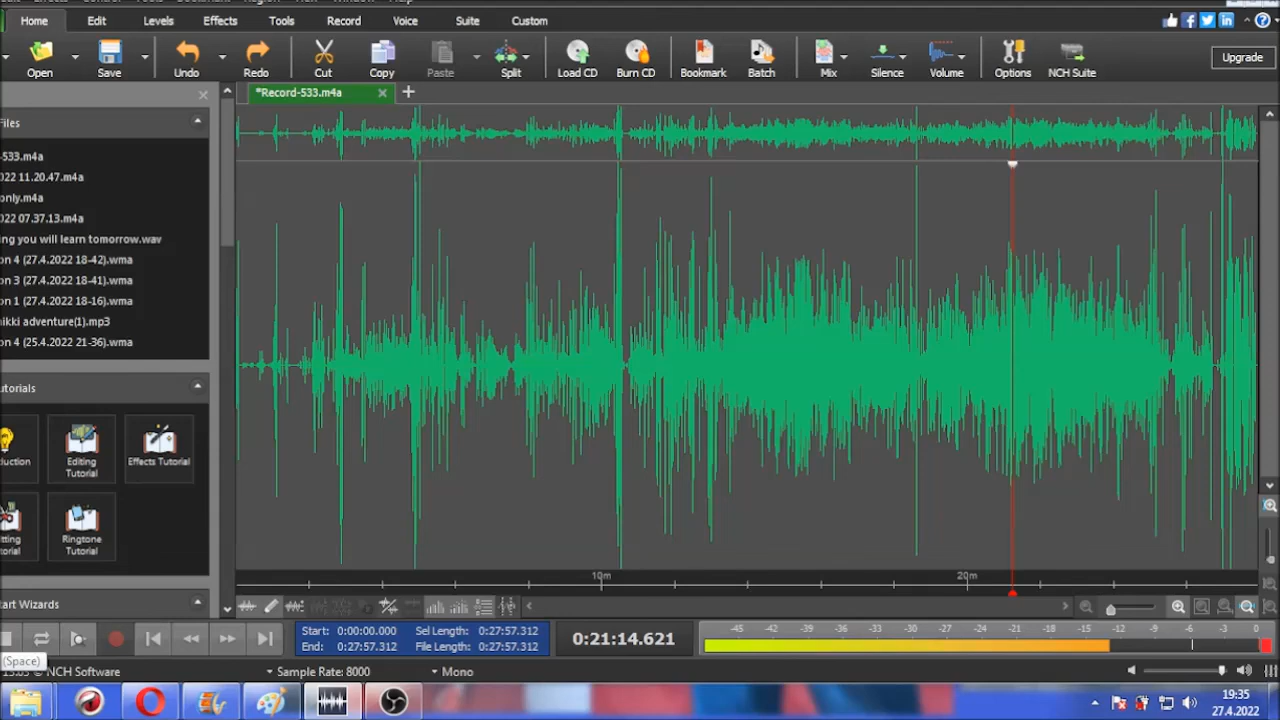 Home Edit Levels Effects Tools Record Voice Suite Custom
Open Save Undo Redo Cut Copy Paste Split Load CD Burn CD Bookmark Batch Mix Silence Volume Options NCH Suite Upgrade
*Record-533.m4a
Files
-533.m4a
2022 11.20.47.m4a
only.m4a
2022 07.37.13.m4a
ng you will learn tomorrow.wav
on 4 (27.4.2022 18-42).wma
on 3 (27.4.2022 18-41).wma
on 1 (27.4.2022 18-16).wma
nikki adventure(1).mp3
on 4 (25.4.2022 21-36).wma
utorials
duction
Editing Tutorial
Effects Tutorial
Ringtone Tutorial
tart Wizards
10m 20m
Start: 0:00:00.000 Sel Length: 0:27:57.312
End: 0:27:57.312 File Length: 0:27:57.312
0:21:14.621
-45 -42 -39 -36 -33 -30 -27 -24 -21 -18 -15 -12 -9 -6 -3 0
(Space)
© NCH Software
Sample Rate: 8000
Mono
19:35
27.4.2022